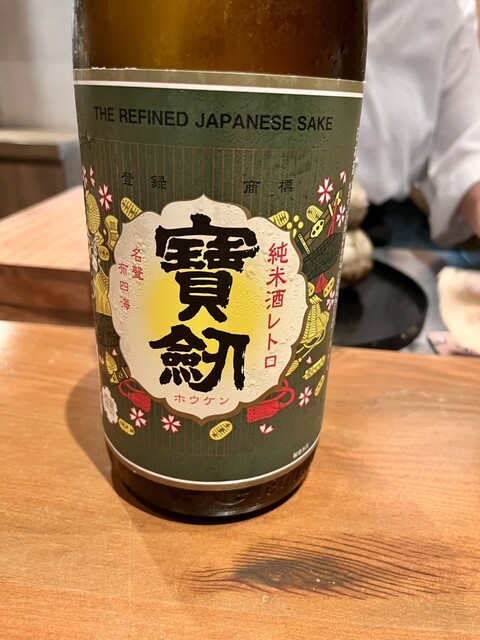 THE REFINED JAPANESE SAKE
登録 商標
純米酒レトロ
寶劔
名聲布四海
ホウケン